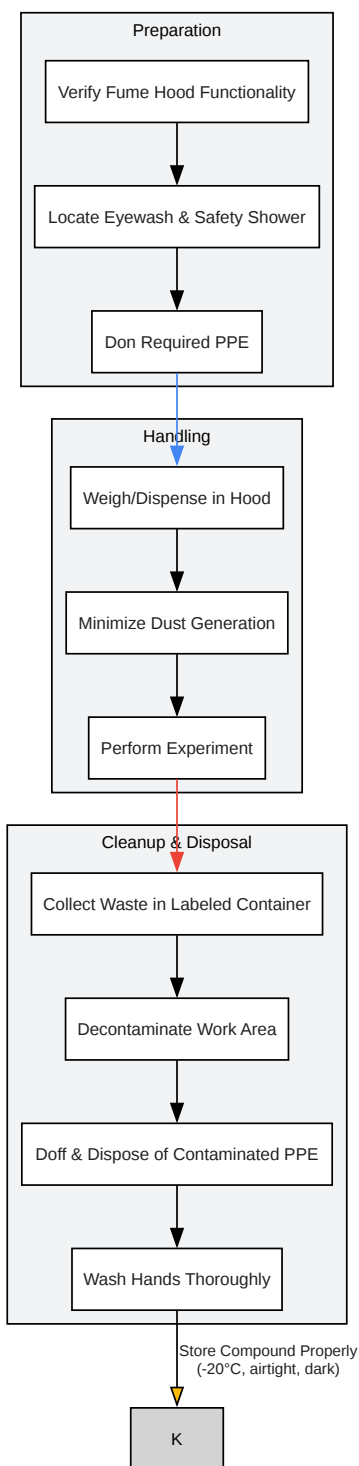 Preparation
Verify Fume Hood Functionality
Locate Eyewash & Safety Shower
Don Required PPE
Handling
Weigh/Dispense in Hood
Minimize Dust Generation
Perform Experiment
Cleanup & Disposal
Collect Waste in Labeled Container
Decontaminate Work Area
Doff & Dispose of Contaminated PPE
Wash Hands Thoroughly
Store Compound Properly
(-20°C, airtight, dark)
K